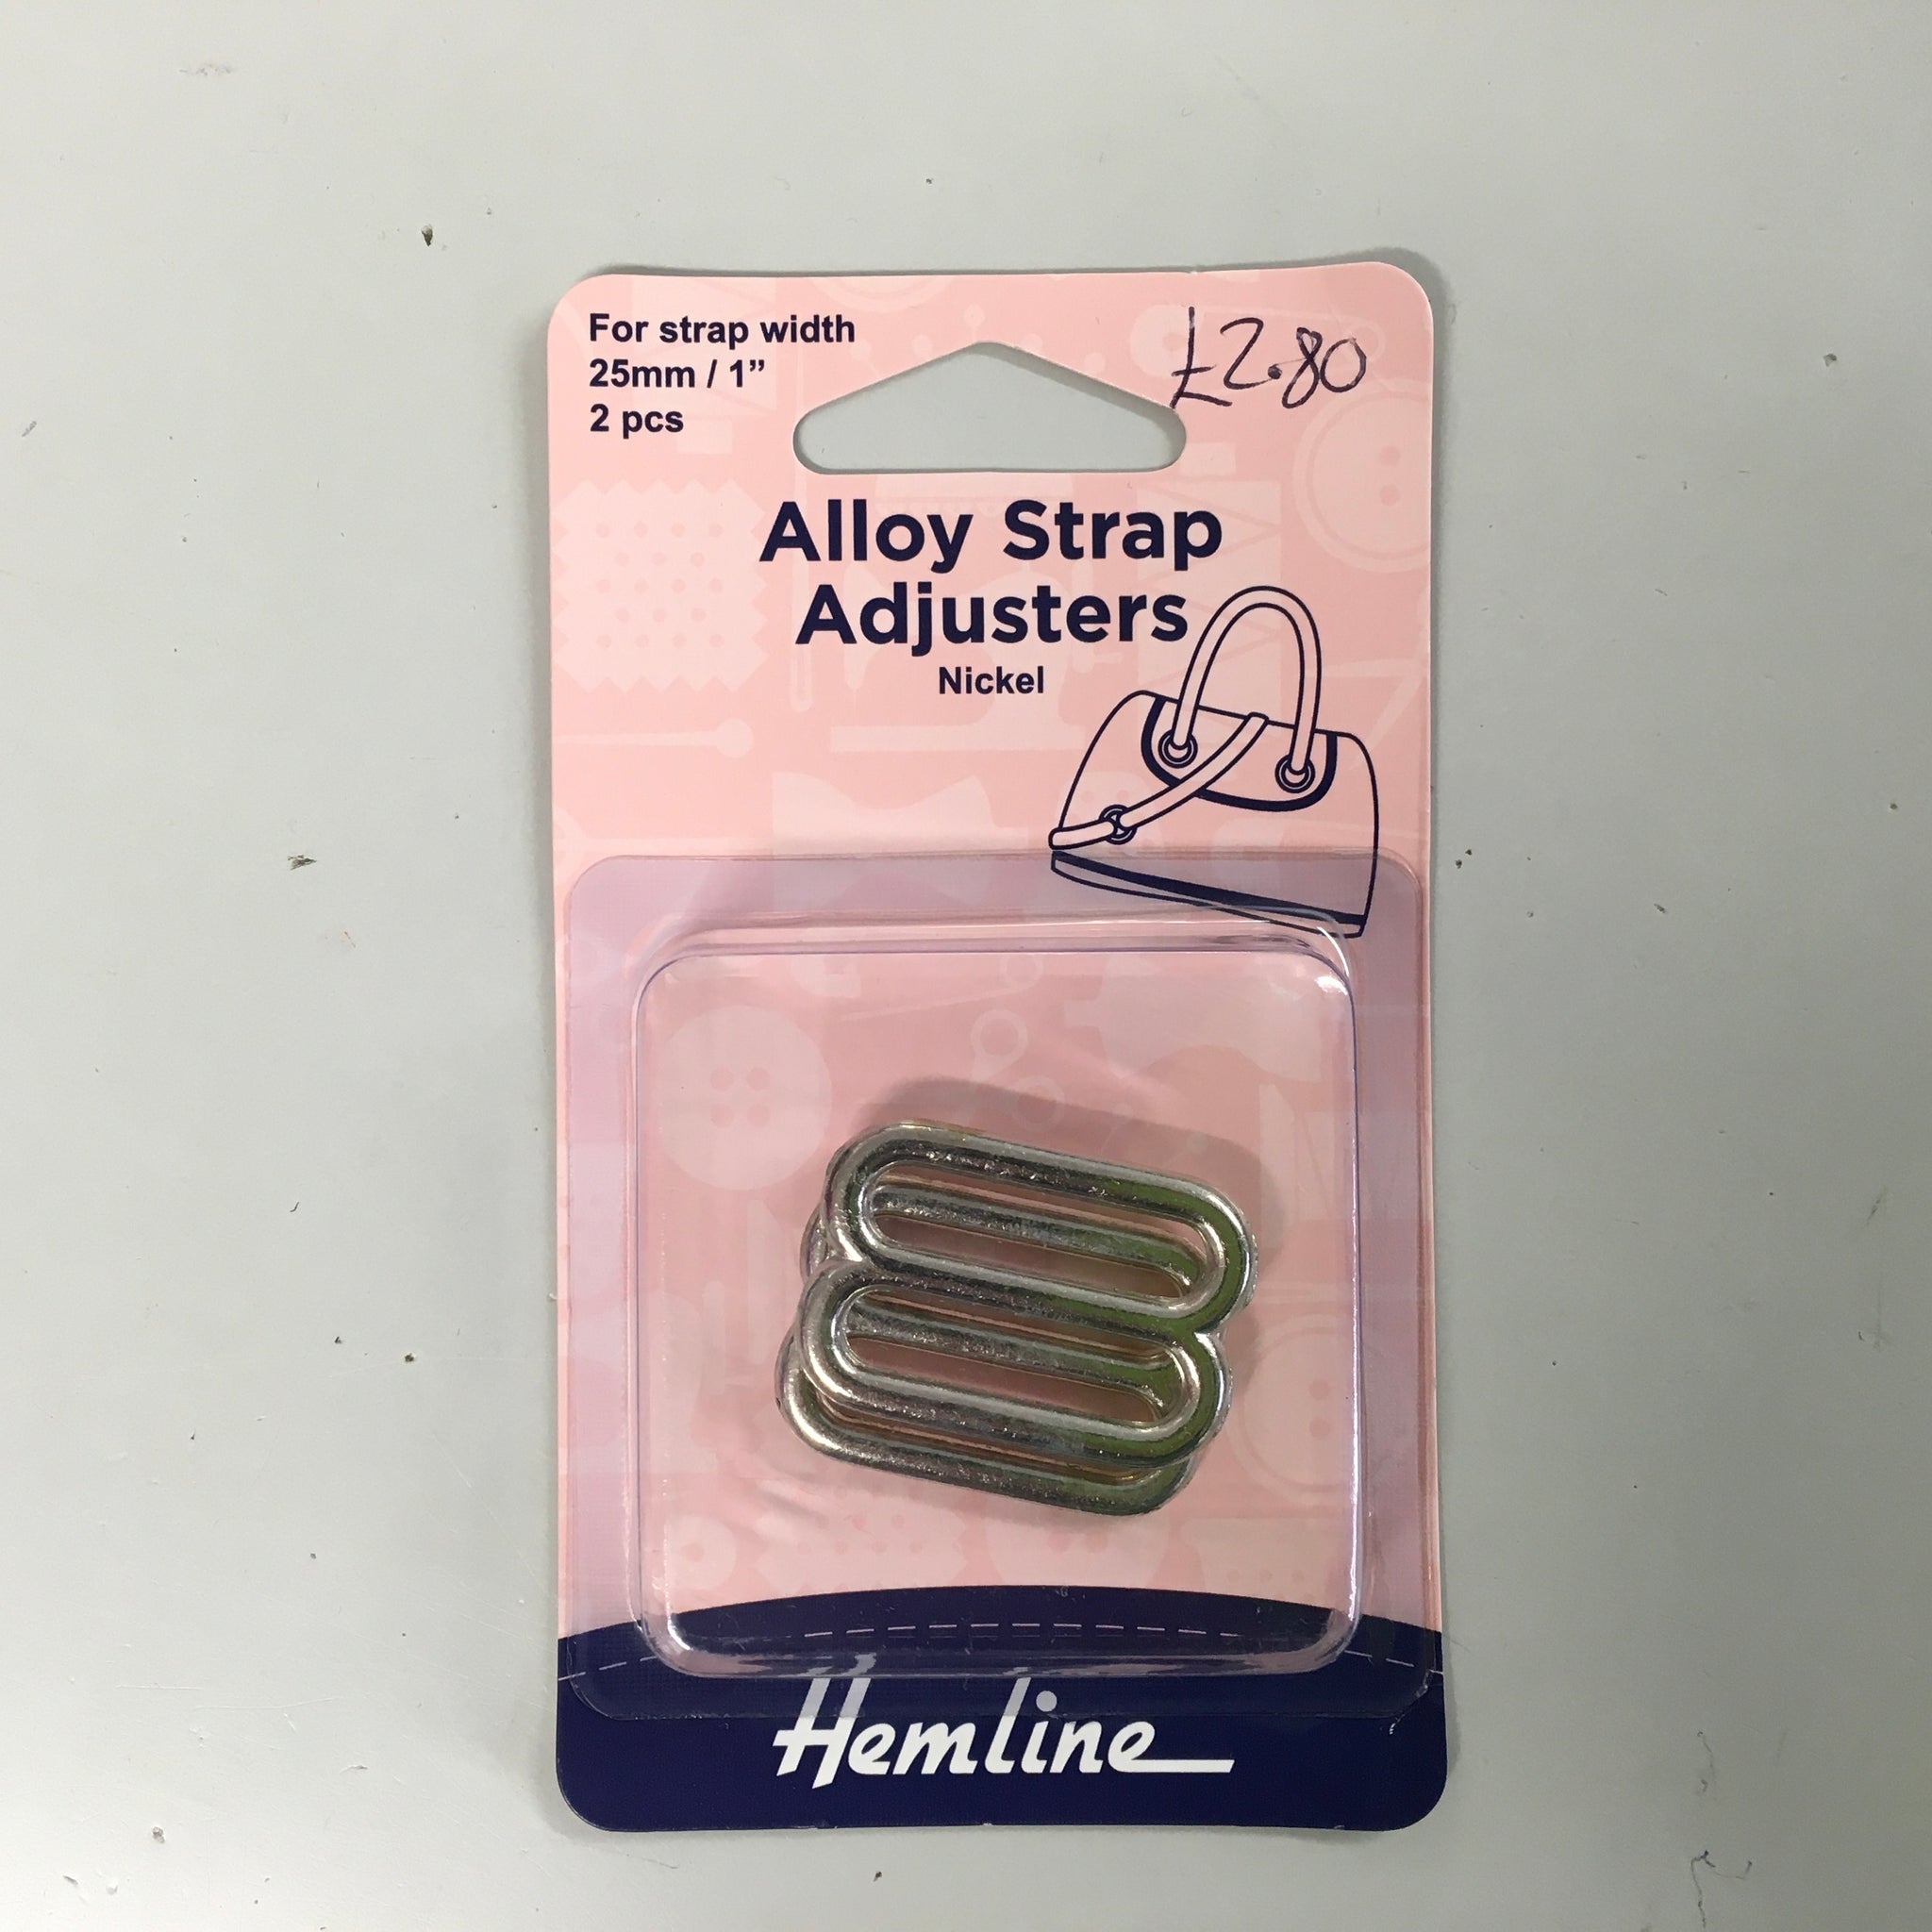 For strap width
25mm / 1”
2 pcs
£2.80
Alloy Strap
Adjusters
Nickel
Hemline